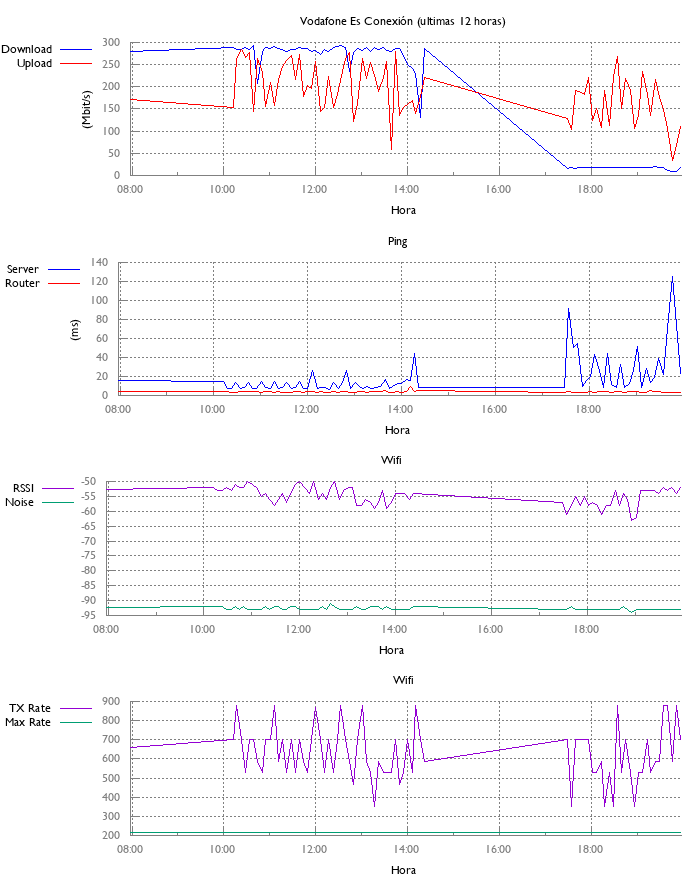 Vodafone Es Conexión (ultimas 12 horas)
Download
Upload
300
250
200
150
100
50
0
(Mbit/s)
08:00 10:00 12:00 14:00 16:00 18:00
Hora
Ping
Server
Router
140
120
100
80
60
40
20
0
(ms)
08:00 10:00 12:00 14:00 16:00 18:00
Hora
Wifi
RSSI
Noise
-50
-55
-60
-65
-70
-75
-80
-85
-90
-95
08:00 10:00 12:00 14:00 16:00 18:00
Hora
Wifi
TX Rate
Max Rate
900
800
700
600
500
400
300
200
08:00 10:00 12:00 14:00 16:00 18:00
Hora